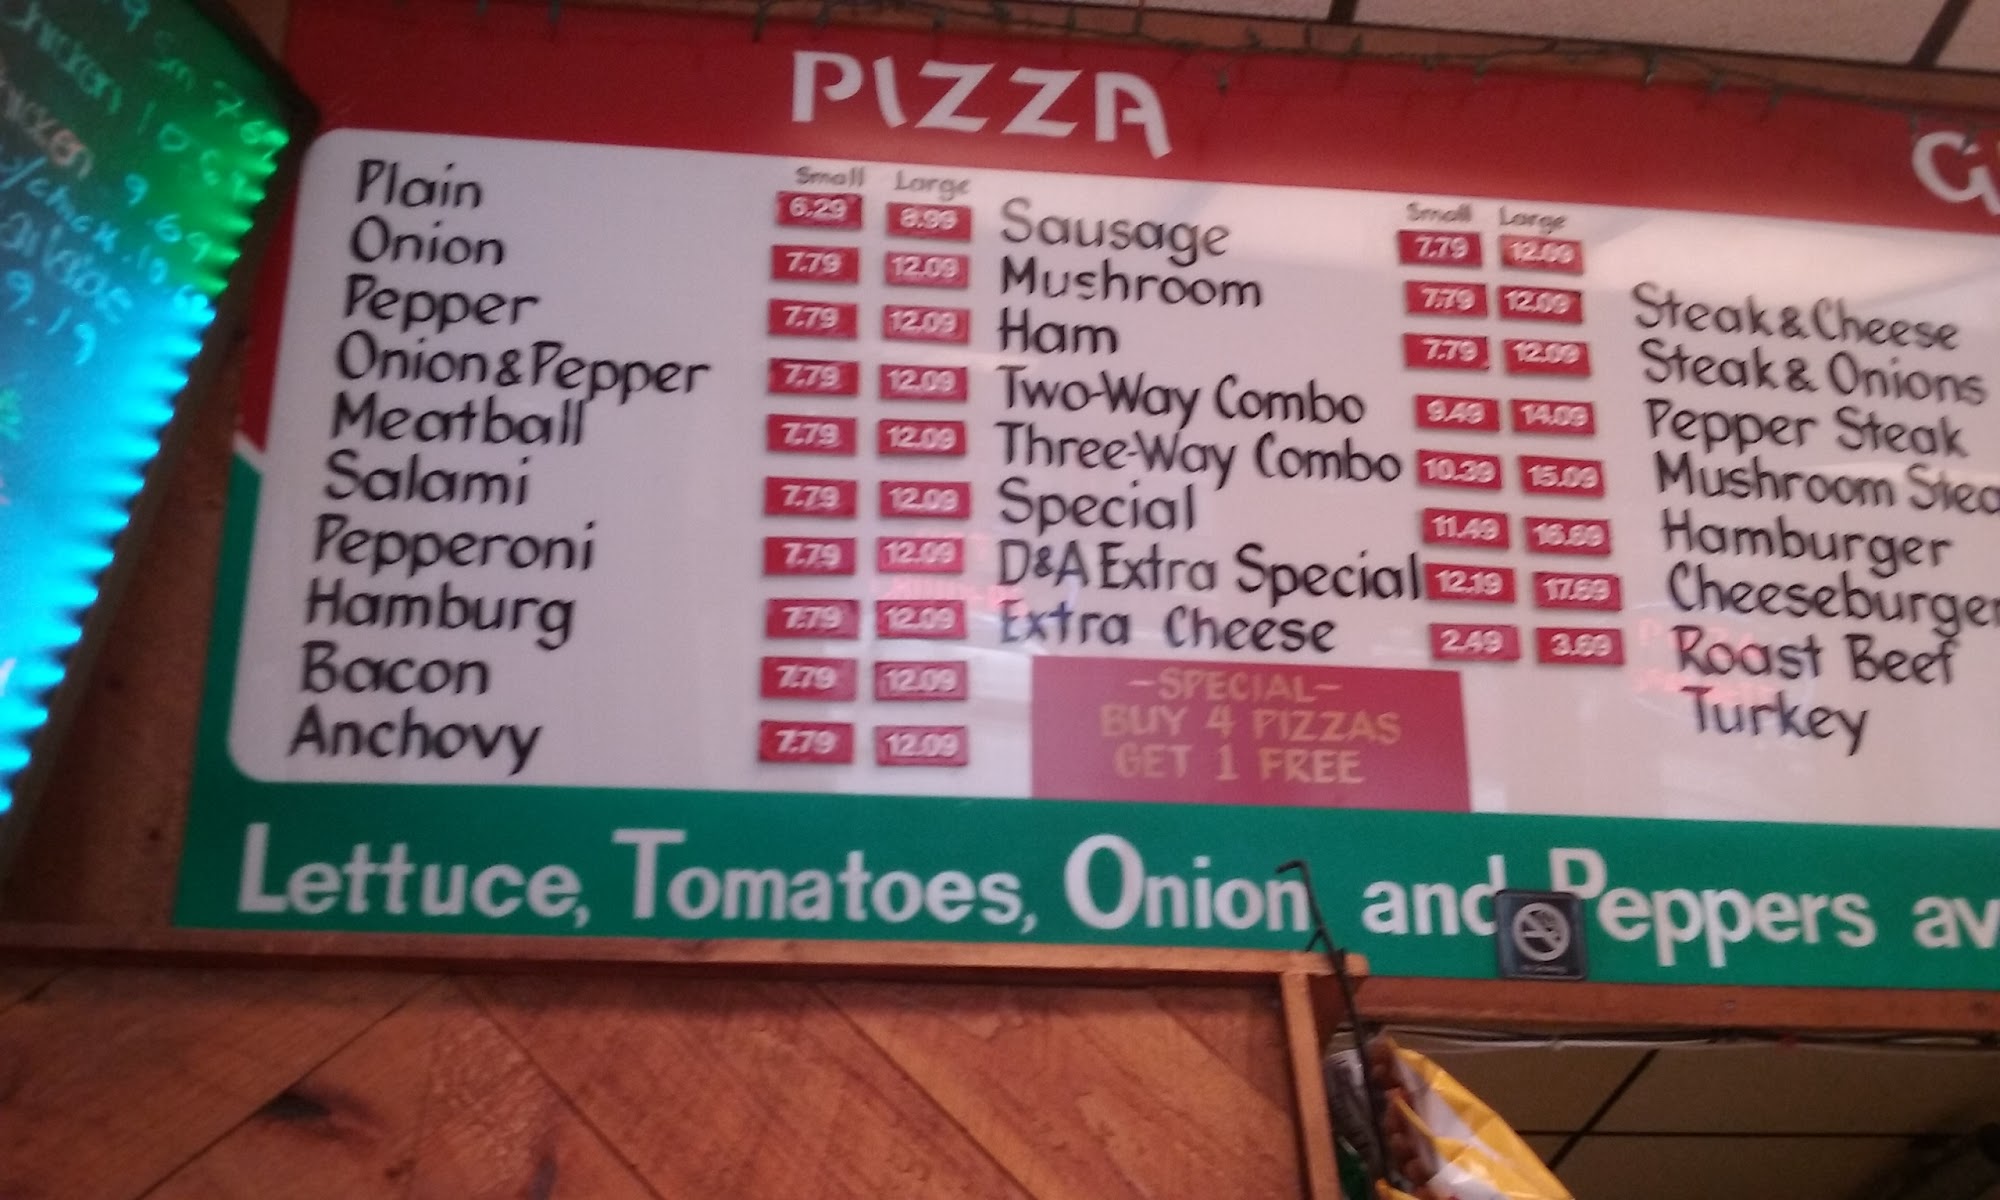 PIZZA
Small Large
Plain 6.29 8.99
Onion 7.79 12.09
Pepper 7.79 12.09
Onion&Pepper 7.79 12.09
Meatball 7.79 12.09
Salami 7.79 12.09
Pepperoni 7.79 12.09
Hamburg 7.79 12.09
Bacon 7.79 12.09
Anchovy 7.79 12.09
Small Large
Sausage 7.79 12.09
Mushroom 7.79 12.09
Ham 7.79 12.09
Two-Way Combo 9.49 14.09
Three-Way Combo 10.39 15.09
Special 11.49 16.69
D&A Extra Special 12.19 17.69
Extra Cheese 2.49 3.69
-SPECIAL-
BUY 4 PIZZAS
GET 1 FREE
G
Steak&Cheese
Steak& Onions
Pepper Steak
Mushroom Stea
Hamburger
Cheeseburger
Roast Beef
Turkey
Lettuce, Tomatoes, Onion and Peppers av
9.19